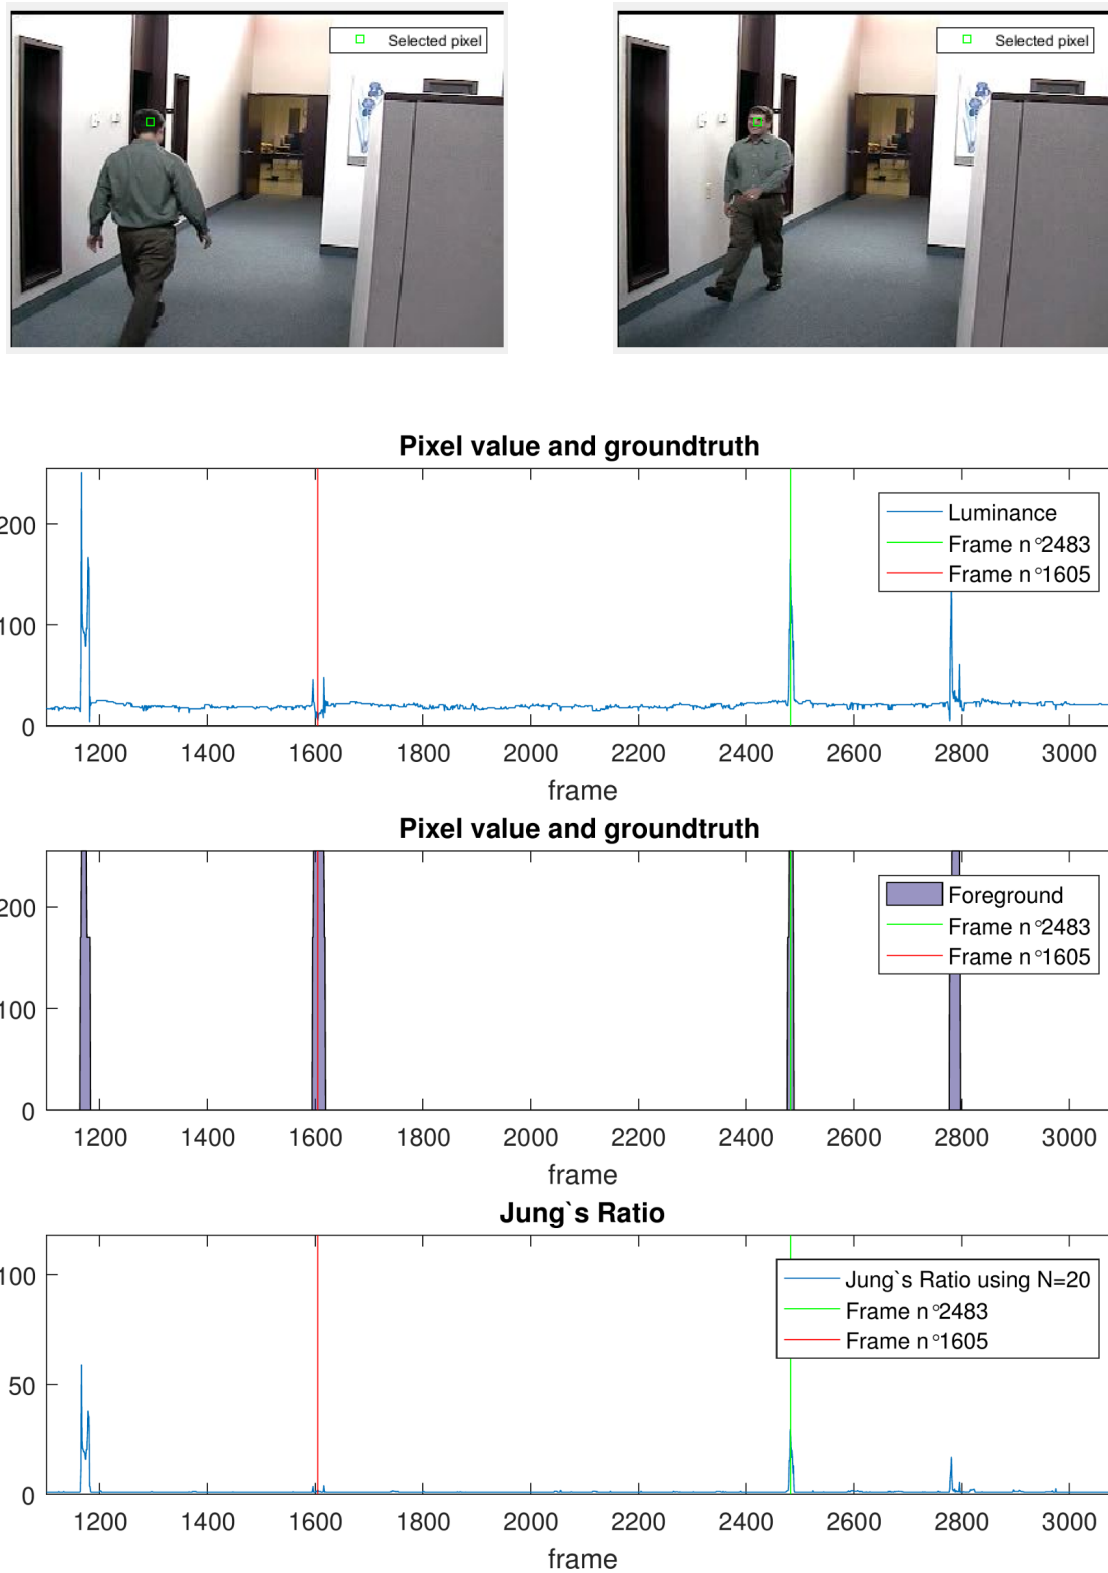 Selected pixel
Selected pixel
Pixel value and groundtruth
200
100
0
Luminance
Frame n°2483
Frame n°1605
1200 1400 1600 1800 2000 2200 2400 2600 2800 3000
frame
Pixel value and groundtruth
200
100
0
Foreground
Frame n°2483
Frame n°1605
1200 1400 1600 1800 2000 2200 2400 2600 2800 3000
frame
Jung`s Ratio
100
50
0
Jung`s Ratio using N=20
Frame n°2483
Frame n°1605
1200 1400 1600 1800 2000 2200 2400 2600 2800 3000
frame